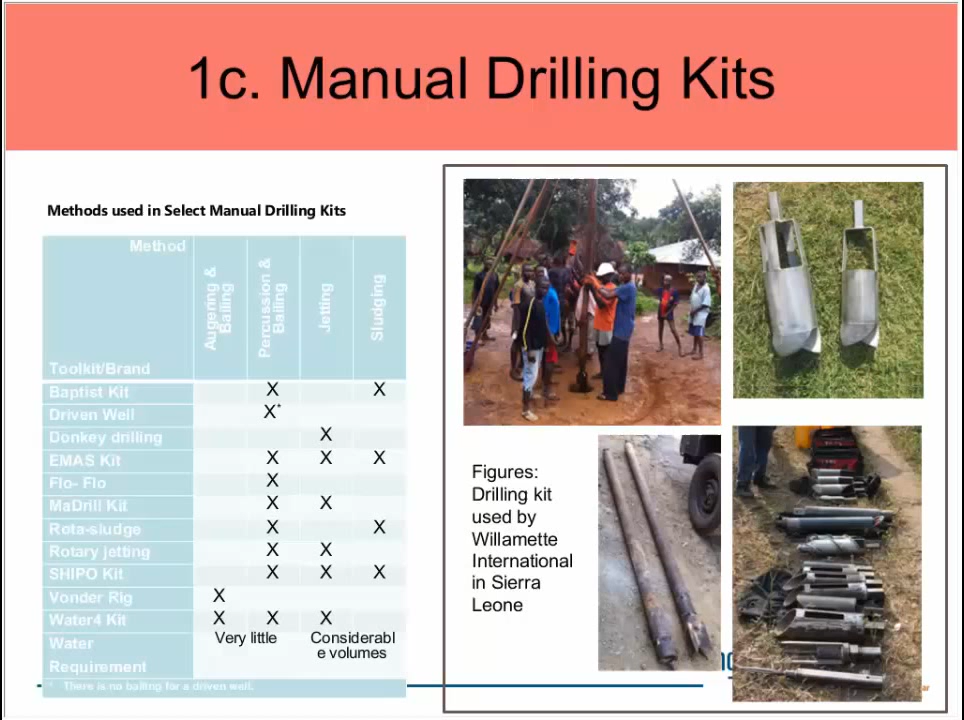 1c. Manual Drilling Kits
Methods used in Select Manual Drilling Kits
Method
Toolkit/Brand
Augering &
Bailing
Percussion &
Bailing
Jetting
Sludging
Baptist Kit X X
Driven Well X*
Donkey drilling X
EMAS Kit X X X
Flo- Flo X
MaDrill Kit X X
Rota-sludge X X
Rotary jetting X X
SHIPO Kit X X X
Vonder Rig X
Water4 Kit X X X
Water
Requirement
Very little
Considerabl
e volumes
* There is no bailing for a driven well.
Figures:
Drilling kit
used by
Willamette
International
in Sierra
Leone